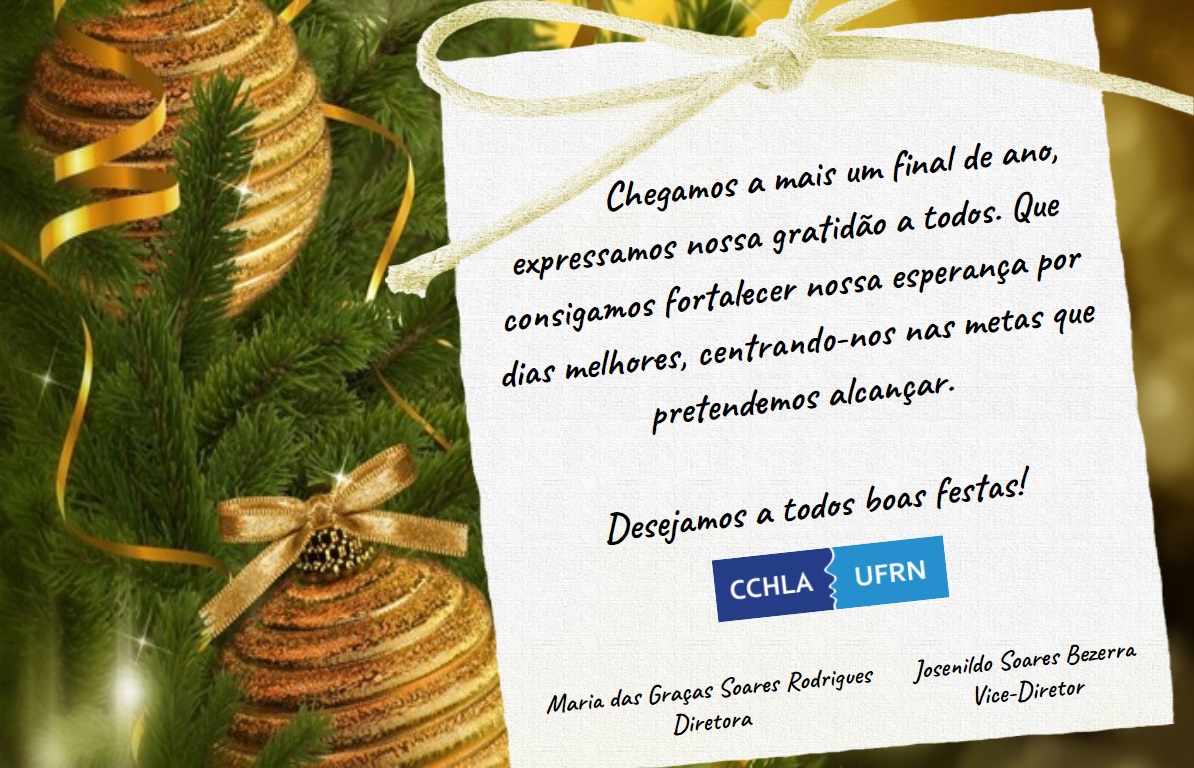 Chegamos a mais um final de ano,
expressamos nossa gratidão a todos. Que
consigamos fortalecer nossa esperança por
dias melhores, centrando-nos nas metas que
pretendemos alcançar.
Desejamos a todos boas festas!
CCHLA UFRN
Maria das Graças Soares Rodrigues
Diretora
Josenildo Soares Bezerra
Vice-Diretor